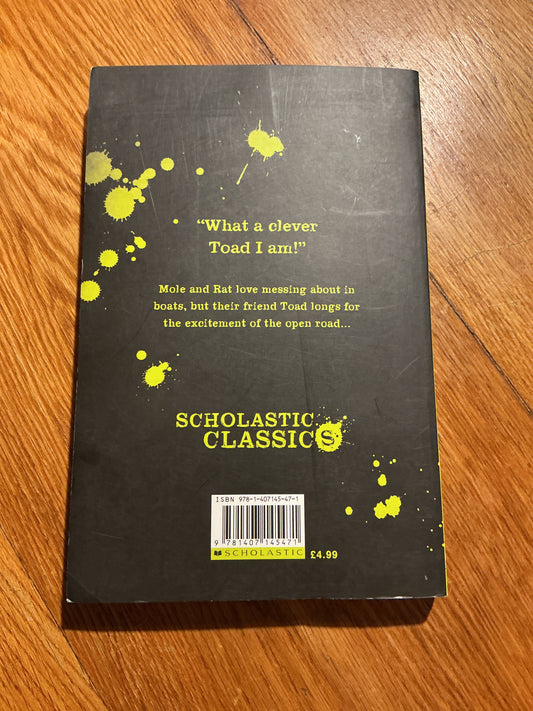 “What a clever
Toad I am!”
Mole and Rat love messing about in
boats, but their friend Toad longs for
the excitement of the open road...
SCHOLASTIC
CLASSICS
ISBN 978-1-407145-47-1
9 781407 145471
SCHOLASTIC £4.99